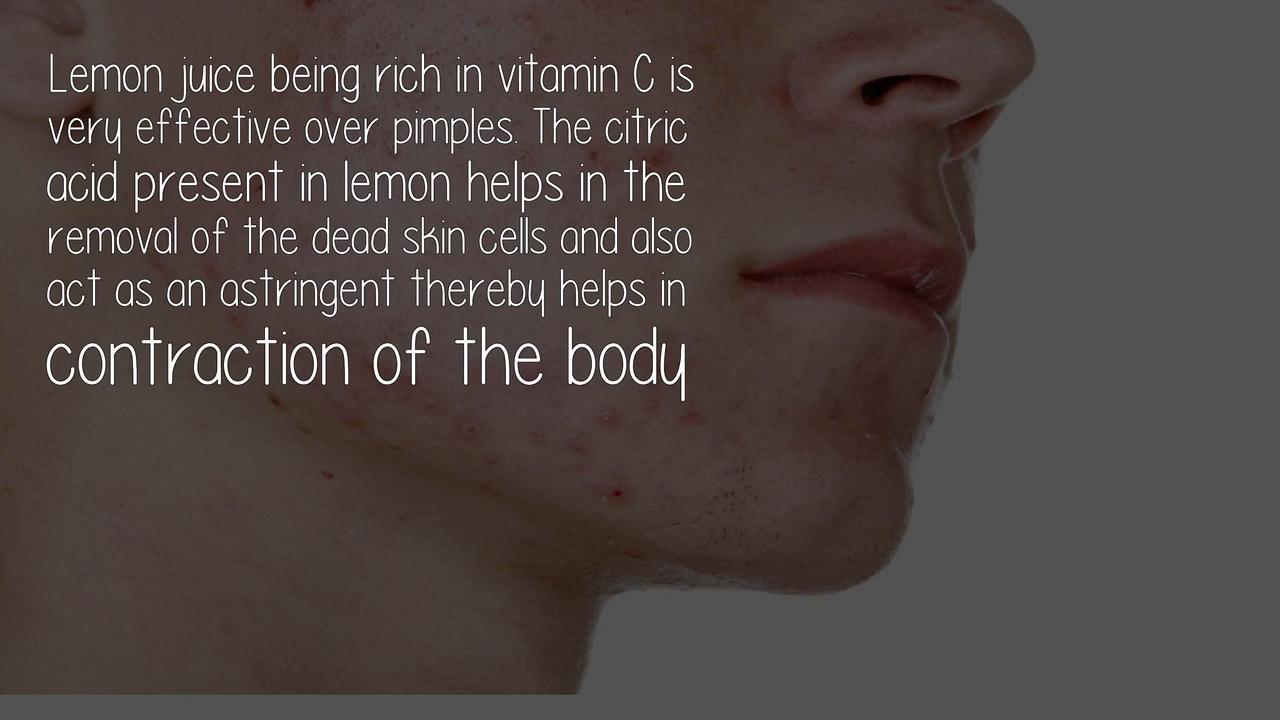 Lemon juice being rich in vitamin C is
very effective over pimples. The citric
acid present in lemon helps in the
removal of the dead skin cells and also
act as an astringent thereby helps in
contraction of the body